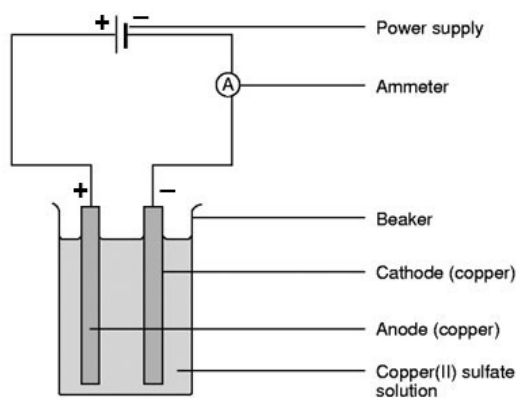 + −
Power supply
A
Ammeter
+ −
Beaker
Cathode (copper)
Anode (copper)
Copper(II) sulfate
solution